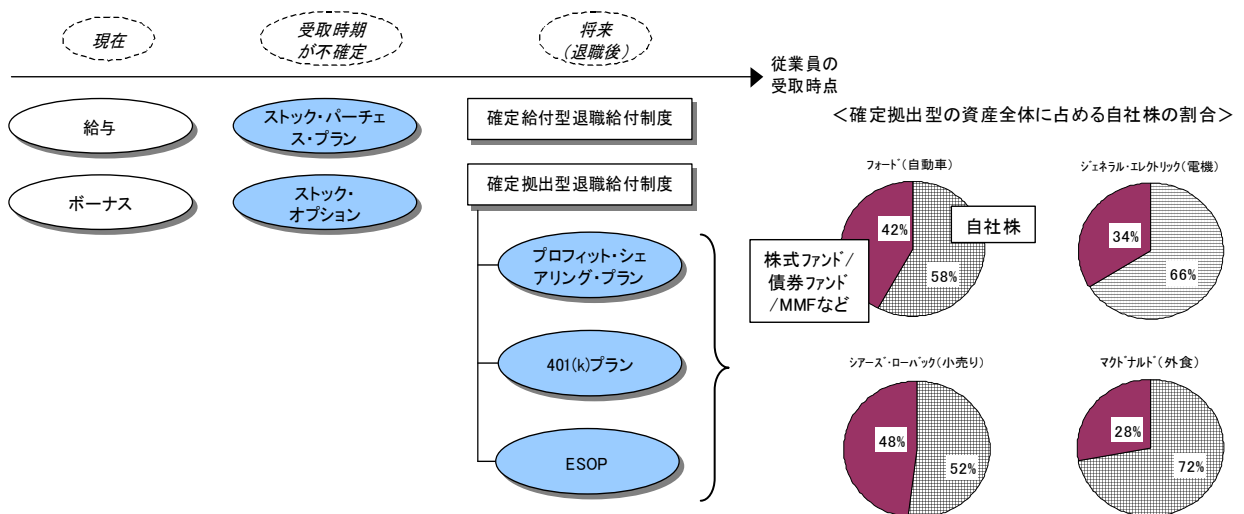 現在
受取時期
が不確定
将来
(退職後)
従業員の
受取時点
給与
ストック・パーチェ
ス・プラン
確定給付型退職給付制度
ボーナス
ストック・
オプション
確定拠出型退職給付制度
プロフィット・シェ
アリング・プラン
401(k)プラン
ESOP
<確定拠出型の資産全体に占める自社株の割合>
フォード(自動車)
42%
58%
自社株
株式ファンド/
債券ファンド
/MMFなど
ジェネラル・エレクトリック(電機)
34%
66%
シアーズ・ローバック(小売り)
48%
52%
マクドナルド(外食)
28%
72%